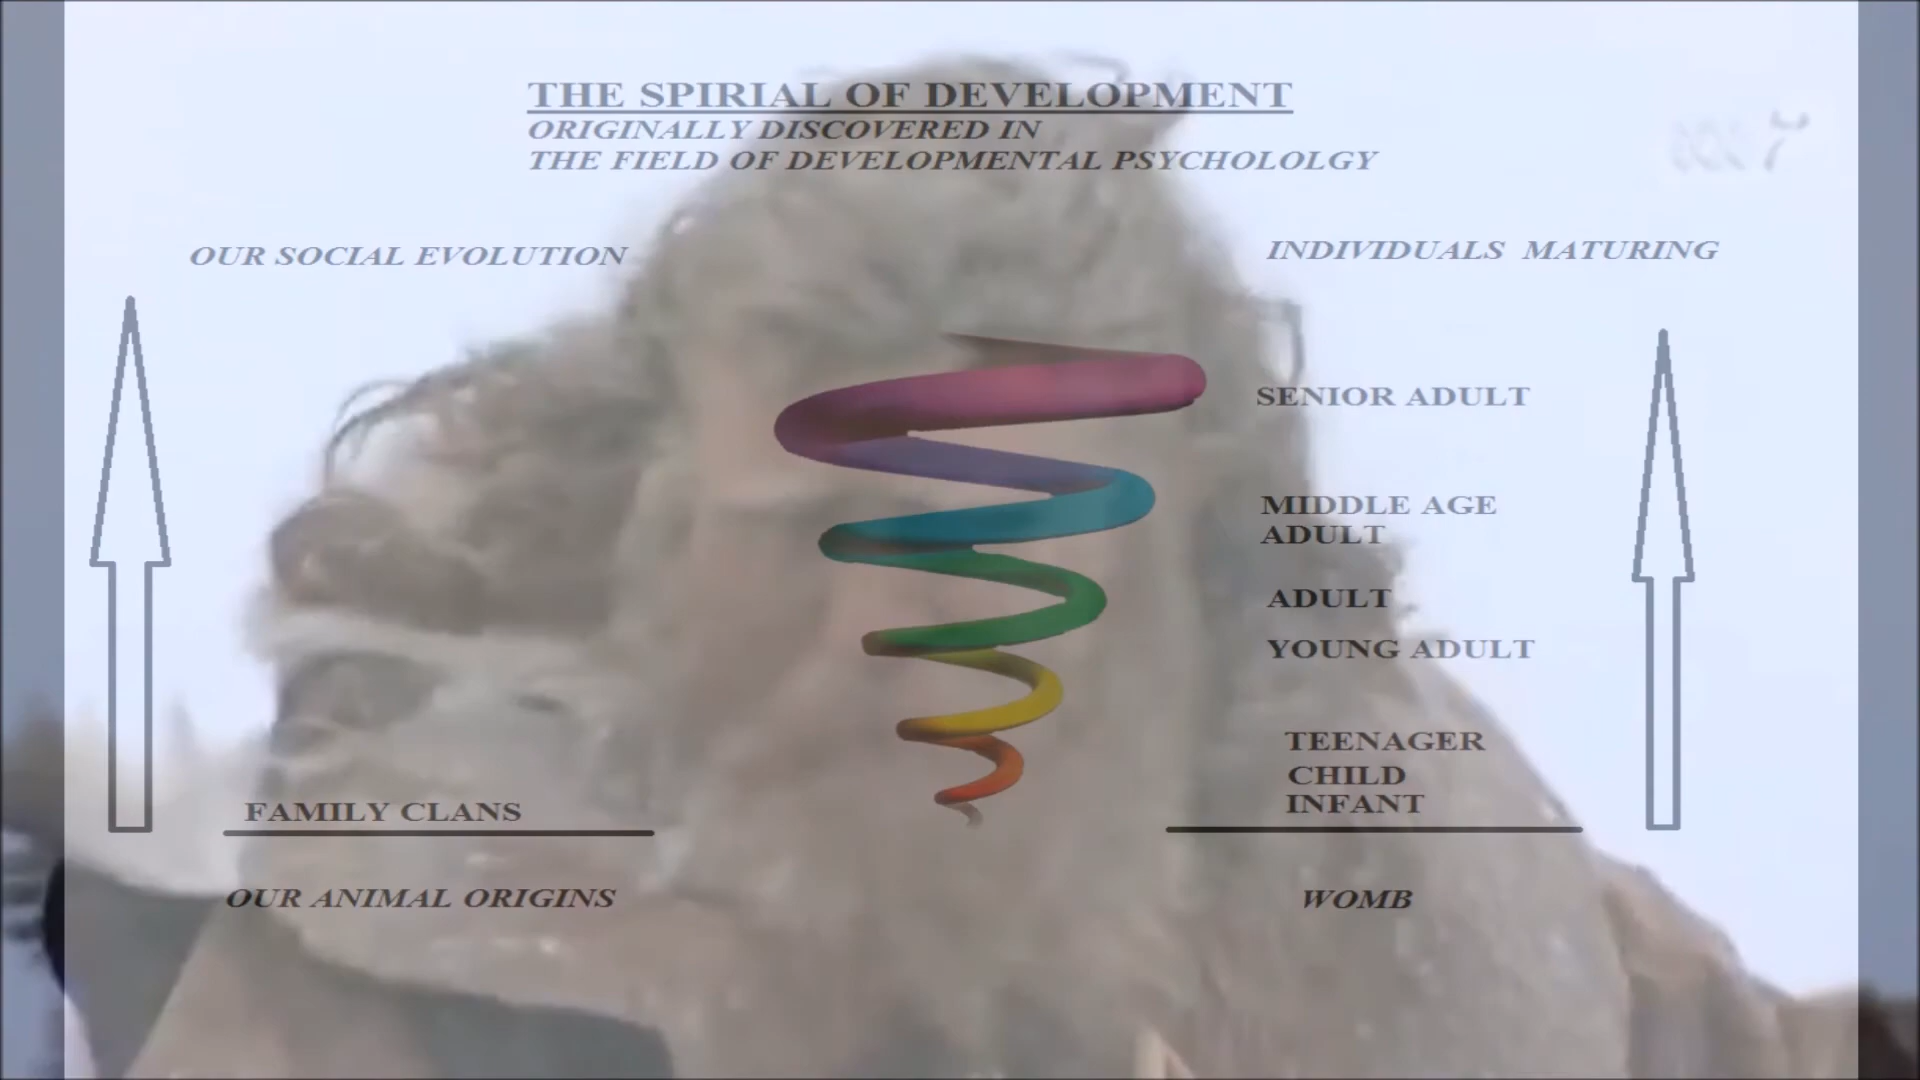 THE SPIRIAL OF DEVELOPMENT
ORIGINALLY DISCOVERED IN
THE FIELD OF DEVELOPMENTAL PSYCHOLOLGY
OUR SOCIAL EVOLUTION
INDIVIDUALS MATURING
SENIOR ADULT
MIDDLE AGE
ADULT
ADULT
YOUNG ADULT
TEENAGER
CHILD
INFANT
FAMILY CLANS
OUR ANIMAL ORIGINS
WOMB